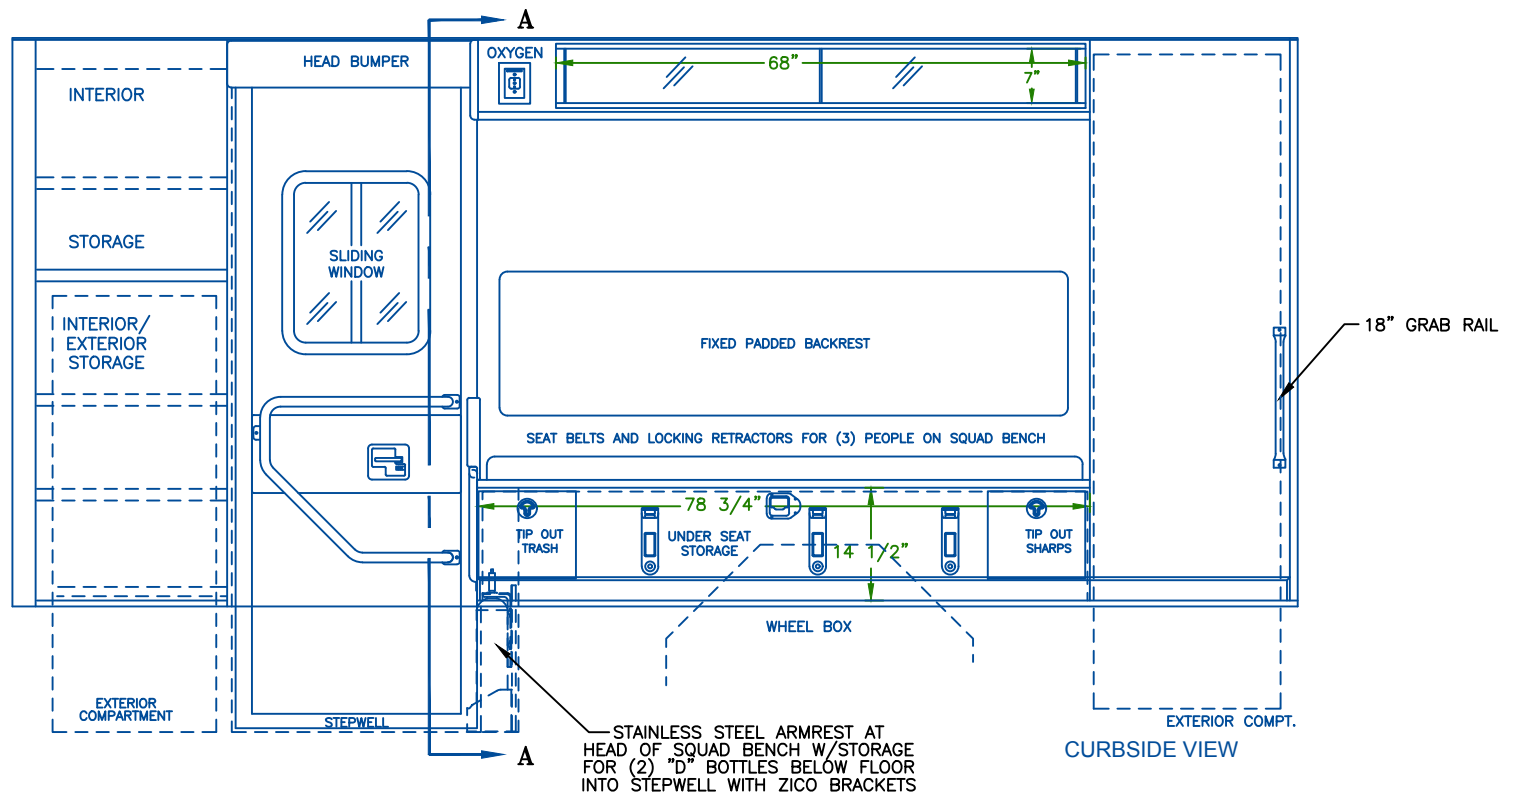 A
HEAD BUMPER
OXYGEN
68"
7"
INTERIOR
STORAGE
SLIDING
WINDOW
INTERIOR/
EXTERIOR
STORAGE
18" GRAB RAIL
FIXED PADDED BACKREST
SEAT BELTS AND LOCKING RETRACTORS FOR (3) PEOPLE ON SQUAD BENCH
78 3/4"
TIP OUT
TRASH
UNDER SEAT
STORAGE
14 1/2"
TIP OUT
SHARPS
WHEEL BOX
EXTERIOR
COMPARTMENT
STEPWELL
EXTERIOR COMPT.
A
STAINLESS STEEL ARMREST AT
HEAD OF SQUAD BENCH W/STORAGE
FOR (2) "D" BOTTLES BELOW FLOOR
INTO STEPWELL WITH ZICO BRACKETS
CURBSIDE VIEW